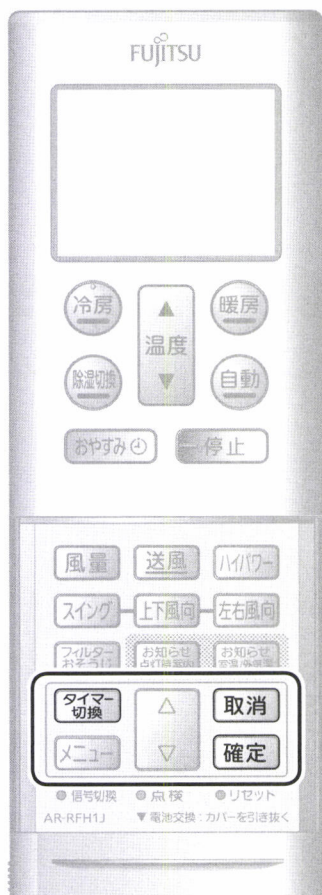 FUJITSU
冷房
▲
温度
▼
暖房
除湿切換
自動
おやすみ
停止
風量
送風
ハイパワー
スイング
上下風向
左右風向
フィルター
おそうじ
お知らせ
お知らせ
タイマー
切換
△
取消
メニュー
▽
確定
信号切換
点検
リセット
AR-RFH1J
▼電池交換：カバーを引き抜く